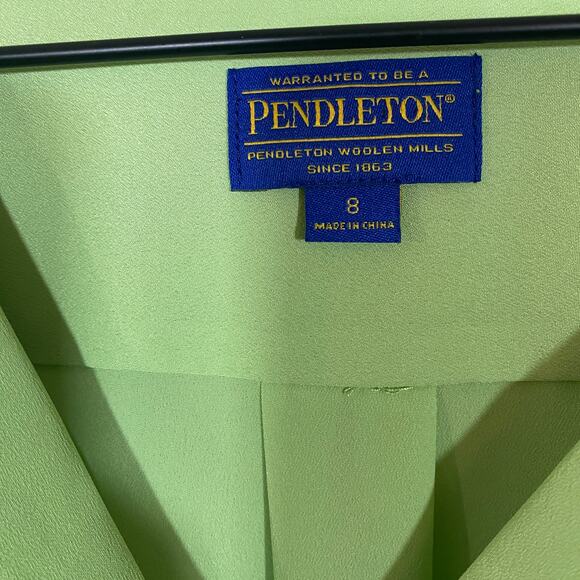 WARRANTED TO BE A
PENDLETON®
PENDLETON WOOLEN MILLS
SINCE 1863
8
MADE IN CHINA